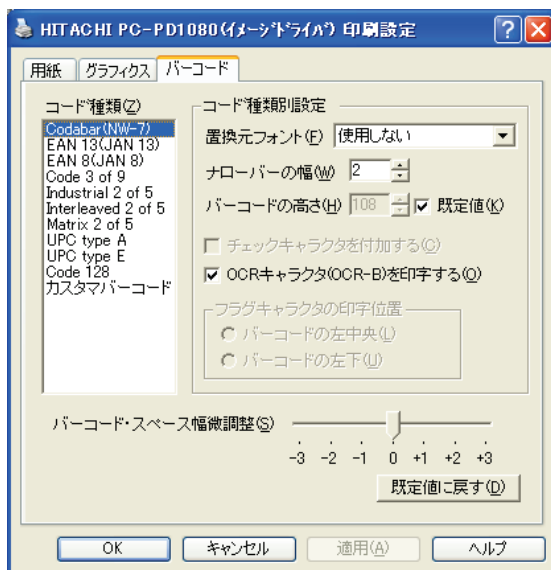 HITACHI PC-PD1080(ｲﾒｰｼﾞﾄﾞﾗｲﾊﾞ) 印刷設定
用紙 グラフィクス バーコード
コード種類(Z)
Codabar(NW-7)
EAN 13(JAN 13)
EAN 8(JAN 8)
Code 3 of 9
Industrial 2 of 5
Interleaved 2 of 5
Matrix 2 of 5
UPC type A
UPC type E
Code 128
カスタマバーコード
コード種類別設定
置換元フォント(F) 使用しない
ナローバーの幅(W) 2
バーコードの高さ(H) 108 既定値(K)
チェックキャラクタを付加する(C)
OCRキャラクタ(OCR-B)を印字する(O)
フラグキャラクタの印字位置
バーコードの左中央(L)
バーコードの左下(U)
バーコード・スペース幅微調整(S)
-3 -2 -1 0 +1 +2 +3
既定値に戻す(D)
OK キャンセル 適用(A) ヘルプ